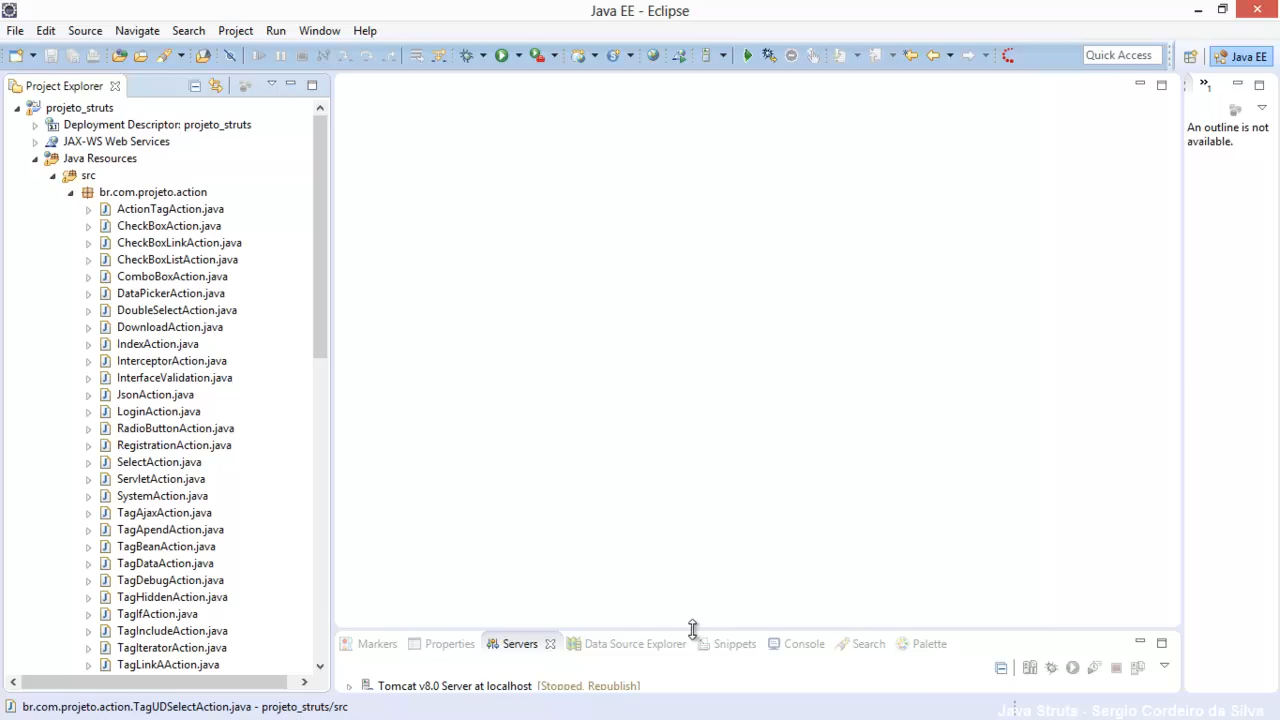 Java EE - Eclipse
File Edit Source Navigate Search Project Run Window Help
Quick Access
Java EE
Project Explorer
projeto_struts
Deployment Descriptor: projeto_struts
JAX-WS Web Services
Java Resources
src
br.com.projeto.action
ActionTagAction.java
CheckBoxAction.java
CheckBoxLinkAction.java
CheckBoxListAction.java
ComboBoxAction.java
DataPickerAction.java
DoubleSelectAction.java
DownloadAction.java
IndexAction.java
InterceptorAction.java
InterfaceValidation.java
JsonAction.java
LoginAction.java
RadioButtonAction.java
RegistrationAction.java
SelectAction.java
ServletAction.java
SystemAction.java
TagAjaxAction.java
TagApendAction.java
TagBeanAction.java
TagDataAction.java
TagDebugAction.java
TagHiddenAction.java
TagIfAction.java
TagIncludeAction.java
TagIteratorAction.java
TagLinkAAction.java
1
An outline is not
available.
Markers Properties Servers Data Source Explorer Snippets Console Search Palette
Tomcat v8.0 Server at localhost [Stopped, Republish]
br.com.projeto.action.TagUDSelectAction.java - projeto_struts/src
Java Struts - Sergio Cordeiro da Silva